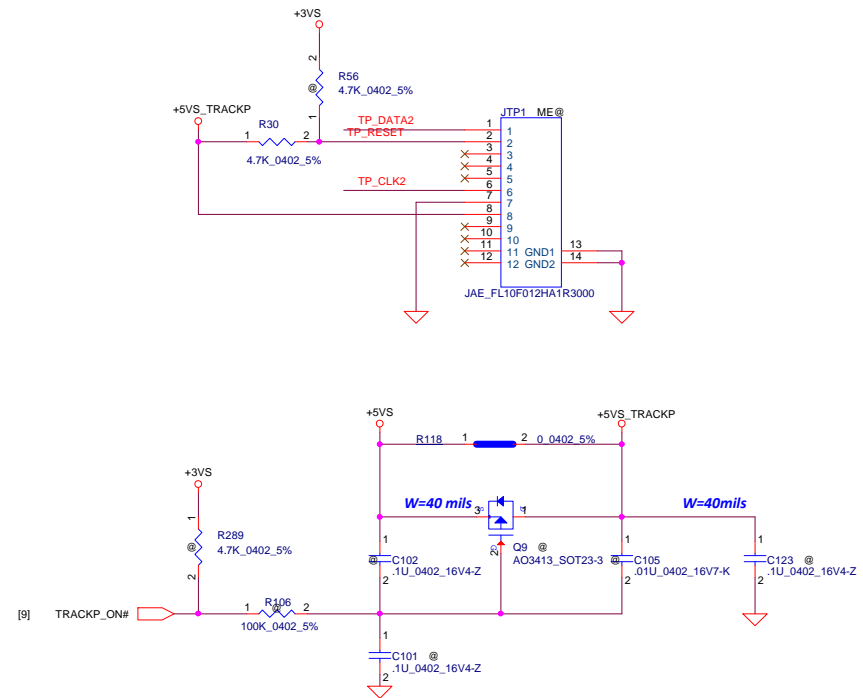 +3VS
2
R56
@
4.7K_0402_5%
1
+5VS_TRACKP
R30
1
2
4.7K_0402_5%
TP_DATA2
TP_RESET
TP_CLK2
JTP1 ME@
1 1
2 2
3 3
4 4
5 5
6 6
7 7
8 8
9 9
10 10
11 11 GND1 13
12 12 GND2 14
JAE_FL10F012HA1R3000
+5VS
+5VS_TRACKP
R118 1 2 0_0402_5%
+3VS
W=40 mils
3
1
W=40mils
1
R289
@
4.7K_0402_5%
2
2
Q9 @
AO3413_SOT23-3
1
@ C102
.1U_0402_16V4-Z
2
1
@ C105
.01U_0402_16V7-K
2
1
C123 @
.1U_0402_16V4-Z
2
[9] TRACKP_ON#
1
R106
@
2
100K_0402_5%
1
C101 @
.1U_0402_16V4-Z
2